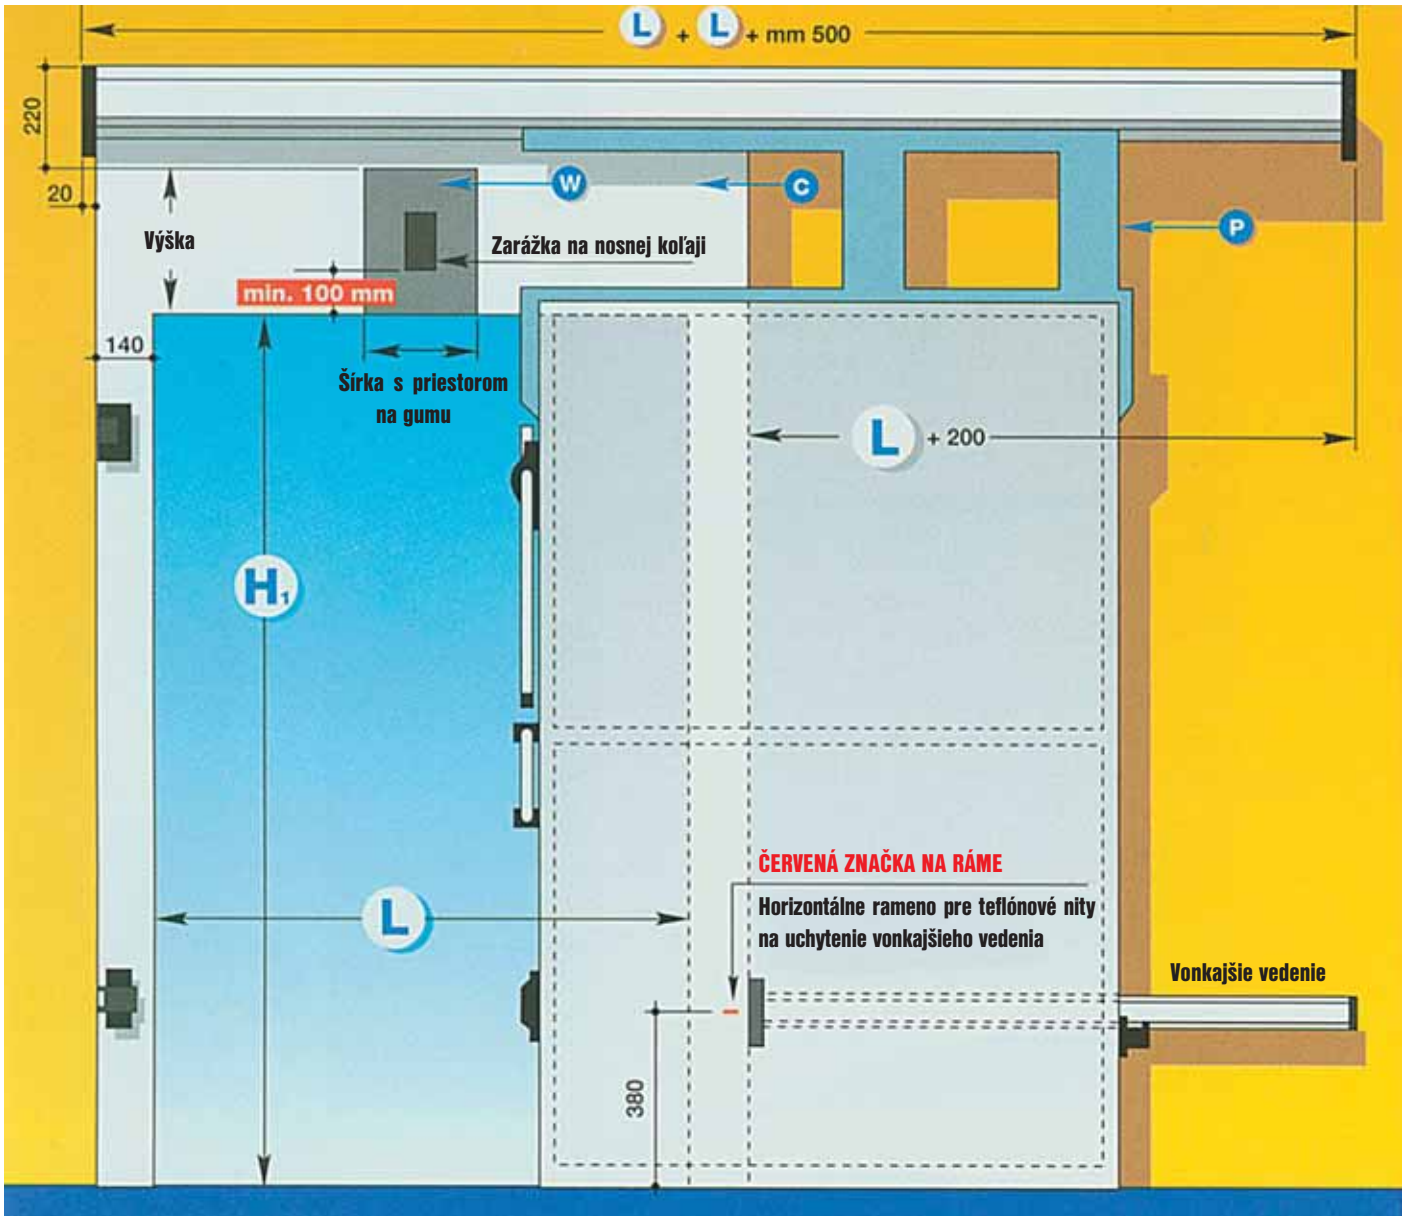 L + L + mm 500
220
20
W
C
P
Výška
Zarážka na nosnej koľaji
min. 100 mm
140
Šírka s priestorom
na gumu
L + 200
H1
ČERVENÁ ZNAČKA NA RÁME
L
Horizontálne rameno pre teflónové nity
na uchytenie vonkajšieho vedenia
Vonkajšie vedenie
380